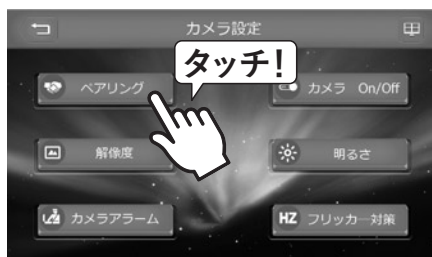 カメラ設定
タッチ!
ペアリング
カメラ On/Off
解像度
明るさ
カメラアラーム
HZ フリッカー対策